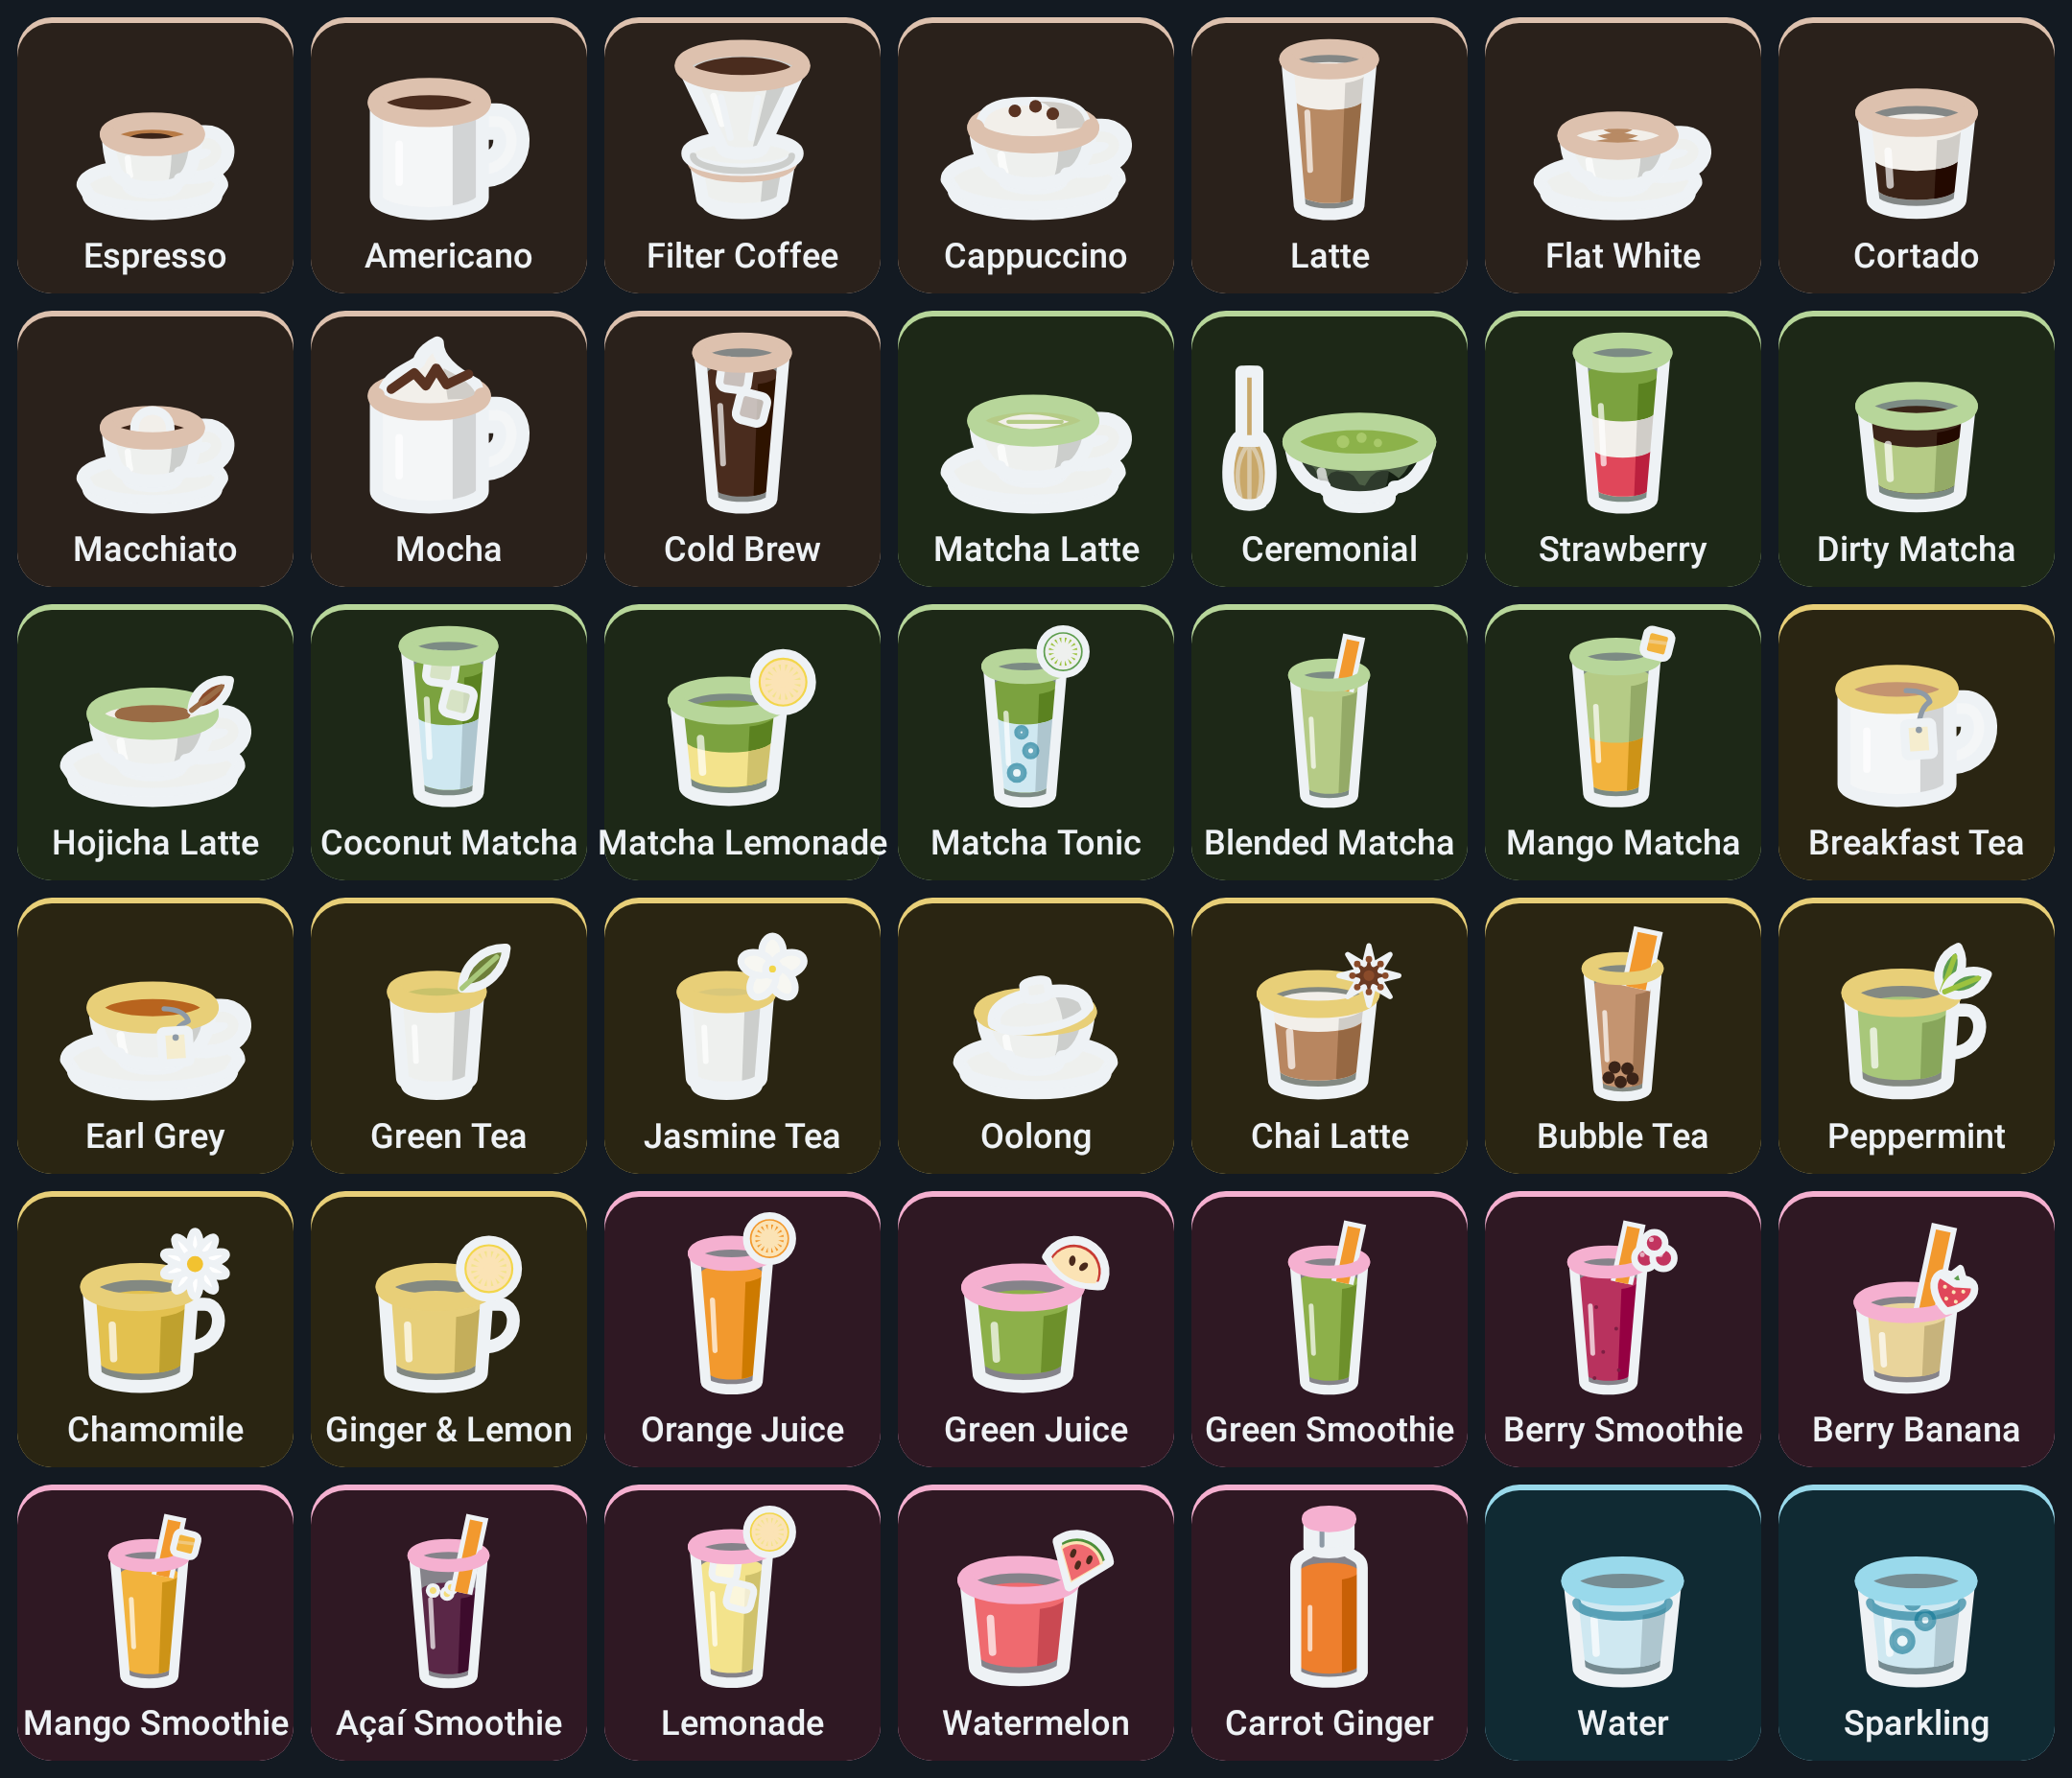 Espresso
Americano
Filter Coffee
Cappuccino
Latte
Flat White
Cortado
Macchiato
Mocha
Cold Brew
Matcha Latte
Ceremonial
Strawberry
Dirty Matcha
Hojicha Latte
Coconut Matcha
Matcha Lemonade
Matcha Tonic
Blended Matcha
Mango Matcha
Breakfast Tea
Earl Grey
Green Tea
Jasmine Tea
Oolong
Chai Latte
Bubble Tea
Peppermint
Chamomile
Ginger & Lemon
Orange Juice
Green Juice
Green Smoothie
Berry Smoothie
Berry Banana
Mango Smoothie
Açaí Smoothie
Lemonade
Watermelon
Carrot Ginger
Water
Sparkling